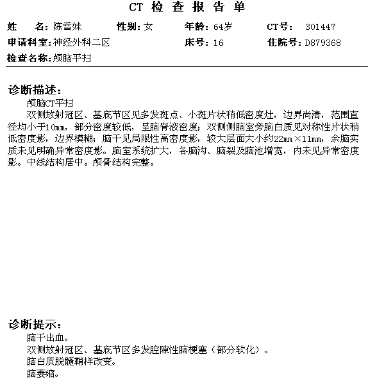 CT 检 查 报 告 单
姓 名: 陈雪妹 性别: 女 年龄: 64岁 CT号: 301447
申请科室: 神经外科二区 床号: 16 住院号: D879368
检查名称: 颅脑平扫
诊断描述:
颅脑CT平扫
双侧放射冠区、基底节区见多发斑点、小斑片状稍低密度灶，边界尚清，范围直
径均小于10mm，部分密度较低，呈脑脊液密度；双侧侧脑室旁脑白质见对称性片状稍
低密度影，边界模糊；脑干见局限性高密度影，较大层面大小约22mm×11mm，余脑实
质未见明确异常密度影。脑室系统扩大，各脑沟、脑裂及脑池增宽，内未见异常密度
影。中线结构居中。颅骨结构完整。
诊断提示:
脑干出血。
双侧放射冠区、基底节区多发腔隙性脑梗塞（部分软化）。
脑白质脱髓鞘样改变。
脑萎缩。